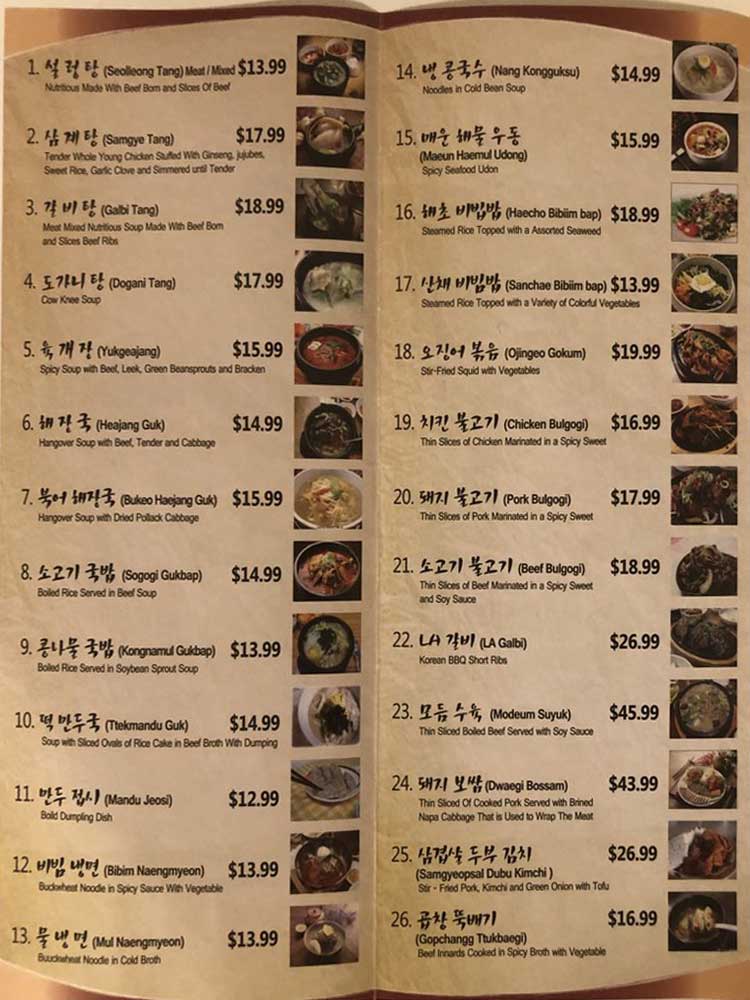 1. 설렁탕 (Seolleong Tang) Meat / Mixed $13.99
Nutritious Made With Beef Born and Slices Of Beef
2. 삼계탕 (Samgye Tang) $17.99
Tender Whole Young Chicken Stuffed With Ginseng, jujubes,
Sweet Rice, Garlic Clove and Simmered until Tender
3. 갈비탕 (Galbi Tang) $18.99
Meat Mixed Nutritious Soup Made With Beef Born
and Slices Beef Ribs
4. 도가니탕 (Dogani Tang) $17.99
Cow Knee Soup
5. 육개장 (Yukgeajang) $15.99
Spicy Soup with Beef, Leek, Green Beansprouts and Bracken
6. 해장국 (Heajang Guk) $14.99
Hangover Soup with Beef, Tender and Cabbage
7. 북어 해장국 (Bukeo Haejang Guk) $15.99
Hangover Soup with Dried Pollack Cabbage
8. 소고기 국밥 (Sogogi Gukbap) $14.99
Boiled Rice Served in Beef Soup
9. 콩나물 국밥 (Kongnamul Gukbap) $13.99
Boiled Rice Served in Soybean Sprout Soup
10. 떡 만두국 (Ttekmandu Guk) $14.99
Soup with Sliced Ovals of Rice Cake in Beef Broth With Dumping
11. 만두 접시 (Mandu Jeosi) $12.99
Boild Dumpling Dish
12. 비빔 냉면 (Bibim Naengmyeon) $13.99
Buckwheat Noodle in Spicy Sauce With Vegetable
13. 물냉면 (Mul Naengmyeon) $13.99
Buuckwheat Noodle in Cold Broth
14. 냉 콩국수 (Nang Kongguksu) $14.99
Noodles in Cold Bean Soup
15. 매운 해물 우동 $15.99
(Maeun Haemul Udong)
Spicy Seafood Udon
16. 해초 비빔밥 (Haecho Bibiim bap) $18.99
Steamed Rice Topped with a Assorted Seaweed
17. 산채 비빔밥 (Sanchae Bibiim bap) $13.99
Steamed Rice Topped with a Variety of Colorful Vegetables
18. 오징어 볶음 (Ojingeo Gokum) $19.99
Stir-Fried Squid with Vegetables
19. 치킨 불고기 (Chicken Bulgogi) $16.99
Thin Slices of Chicken Marinated in a Spicy Sweet
20. 돼지 불고기 (Pork Bulgogi) $17.99
Thin Slices of Pork Marinated in a Spicy Sweet
21. 소고기 불고기 (Beef Bulgogi) $18.99
Thin Slices of Beef Marinated in a Spicy Sweet
and Soy Sauce
22. LA 갈비 (LA Galbi) $26.99
Korean BBQ Short Ribs
23. 모듬 수육 (Modeum Suyuk) $45.99
Thin Sliced Boiled Beef Served with Soy Sauce
24. 돼지 보쌈 (Dwaegi Bossam) $43.99
Thin Sliced Of Cooked Pork Served with Brined
Napa Cabbage That is Used to Wrap The Meat
25. 삼겹살 두부 김치 $26.99
(Samgyeopsal Dubu Kimchi )
Stir - Fried Pork, Kimchi and Green Onion with Tofu
26. 곱창 뚝배기 $16.99
(Gopchangg Ttukbaegi)
Beef Innards Cooked in Spicy Broth with Vegetable